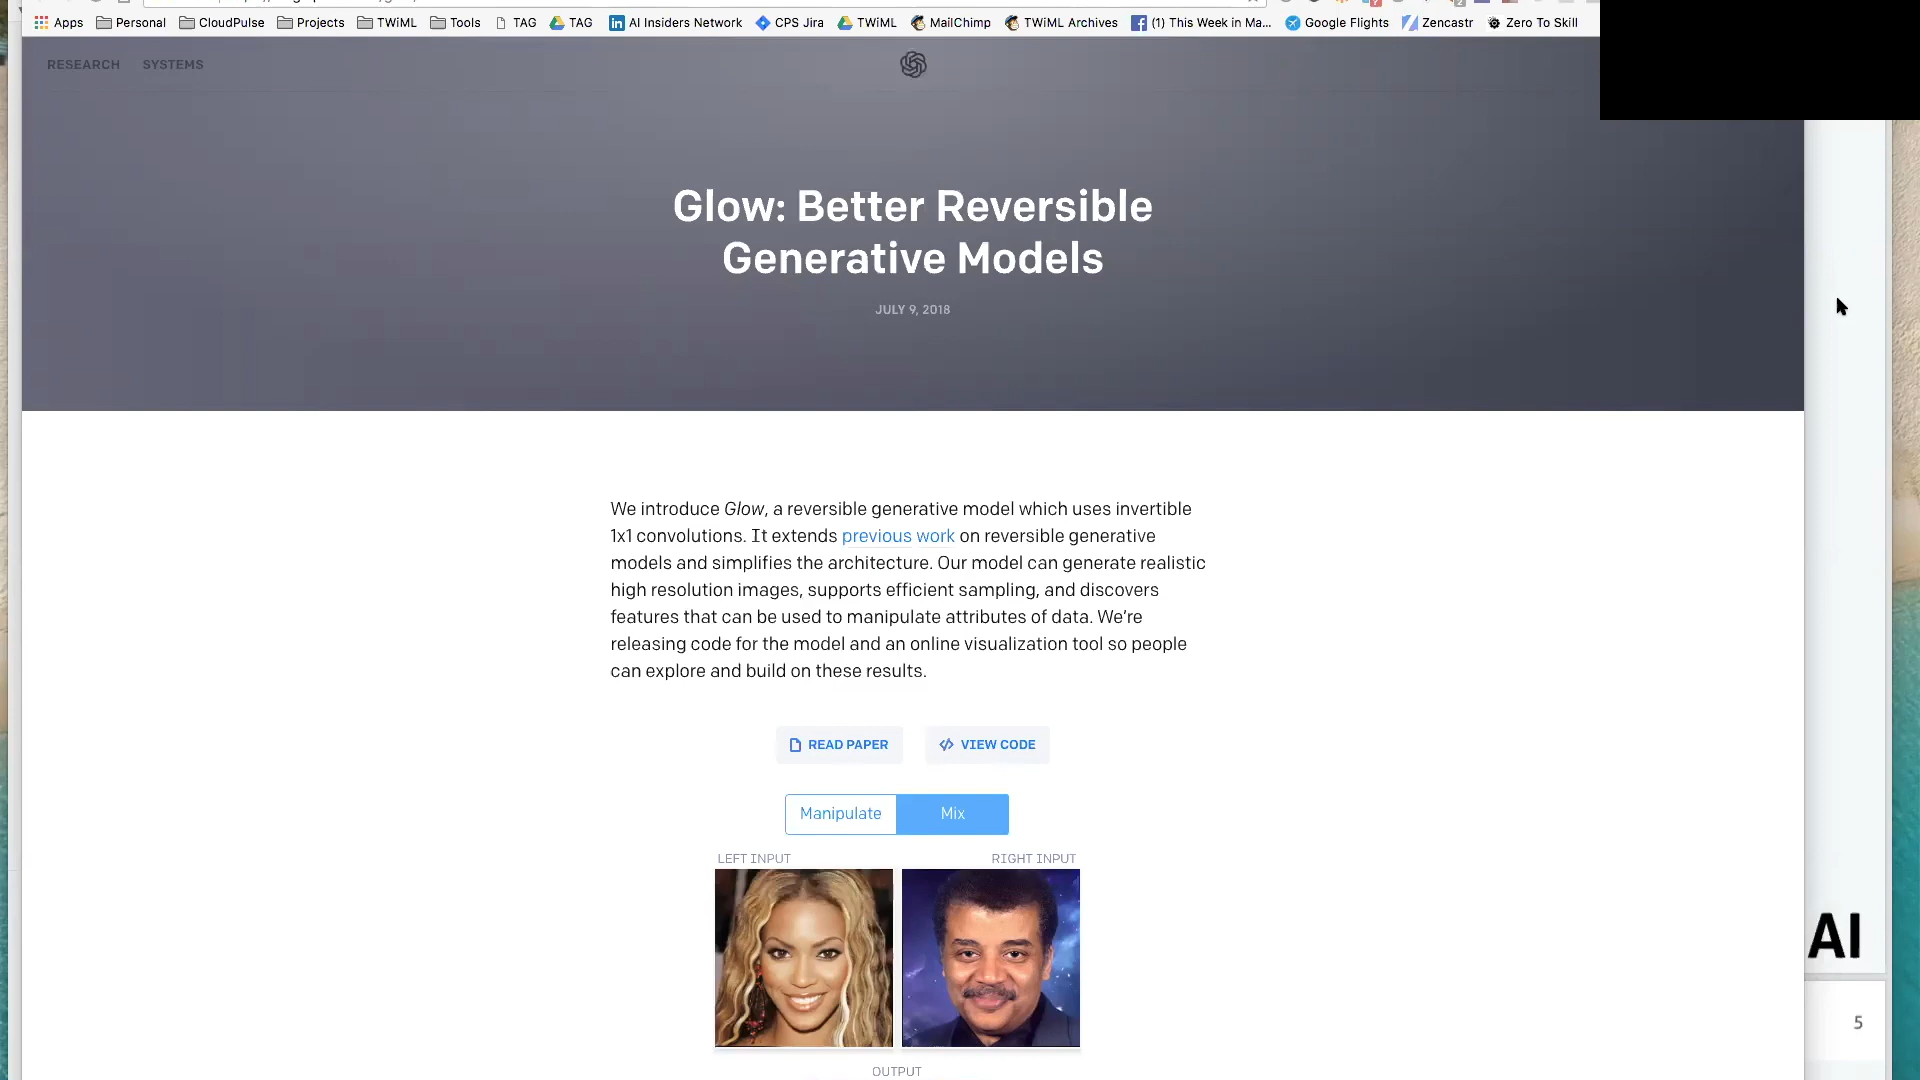 Apps Personal CloudPulse Projects TWiML Tools TAG TAG AI Insiders Network CPS Jira TWiML MailChimp TWiML Archives (1) This Week in Ma... Google Flights Zencastr Zero To Skill
RESEARCH SYSTEMS
Glow: Better Reversible
Generative Models
JULY 9, 2018
We introduce Glow, a reversible generative model which uses invertible
1x1 convolutions. It extends previous work on reversible generative
models and simplifies the architecture. Our model can generate realistic
high resolution images, supports efficient sampling, and discovers
features that can be used to manipulate attributes of data. We’re
releasing code for the model and an online visualization tool so people
can explore and build on these results.
READ PAPER VIEW CODE
Manipulate Mix
LEFT INPUT RIGHT INPUT
AI
5
OUTPUT